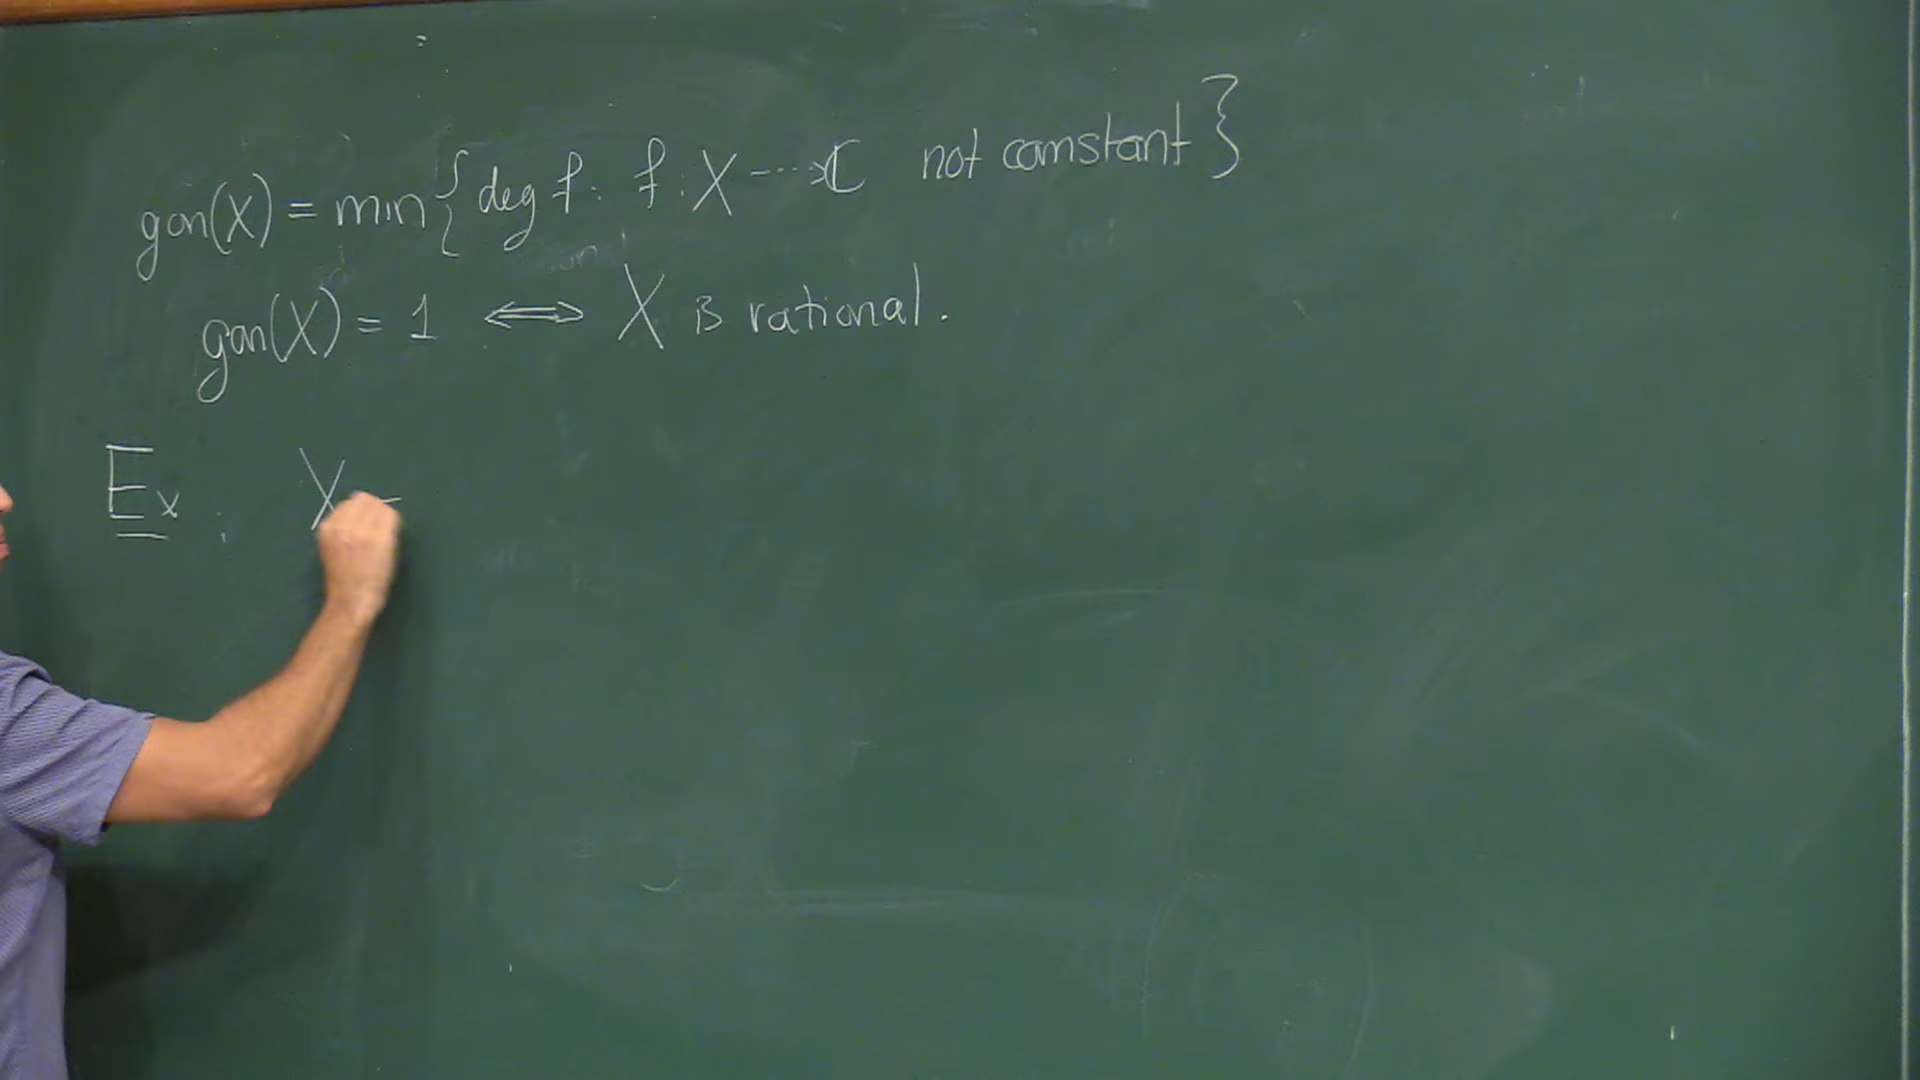 gon(X) = min{ deg f : f : X ⇢ ℂ not constant }
gon(X) = 1 ⟺ X is rational.
Ex : X =